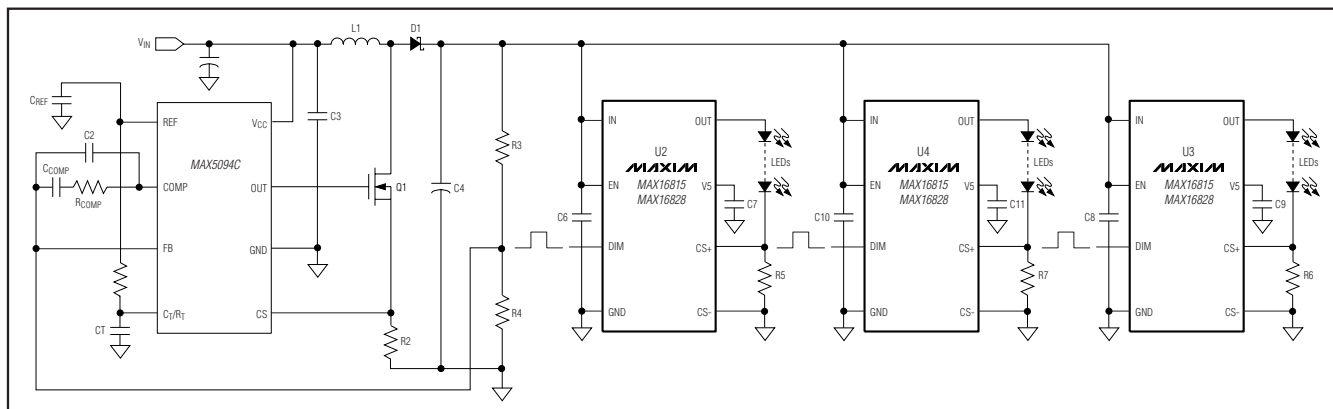 VIN
L1
D1
CREF
REF
VCC
C3
C2
MAX5094C
CCOMP
COMP
RCOMP
OUT
Q1
C4
FB
GND
CT/RT
CS
CT
R2
R3
R4
IN
OUT
U2
MAXIM
MAX16815
MAX16828
LEDs
EN
V5
C6
C7
DIM
CS+
R5
GND
CS-
IN
OUT
U4
MAXIM
MAX16815
MAX16828
LEDs
EN
V5
C10
C11
DIM
CS+
R7
GND
CS-
IN
OUT
U3
MAXIM
MAX16815
MAX16828
LEDs
EN
V5
C8
C9
DIM
CS+
R6
GND
CS-